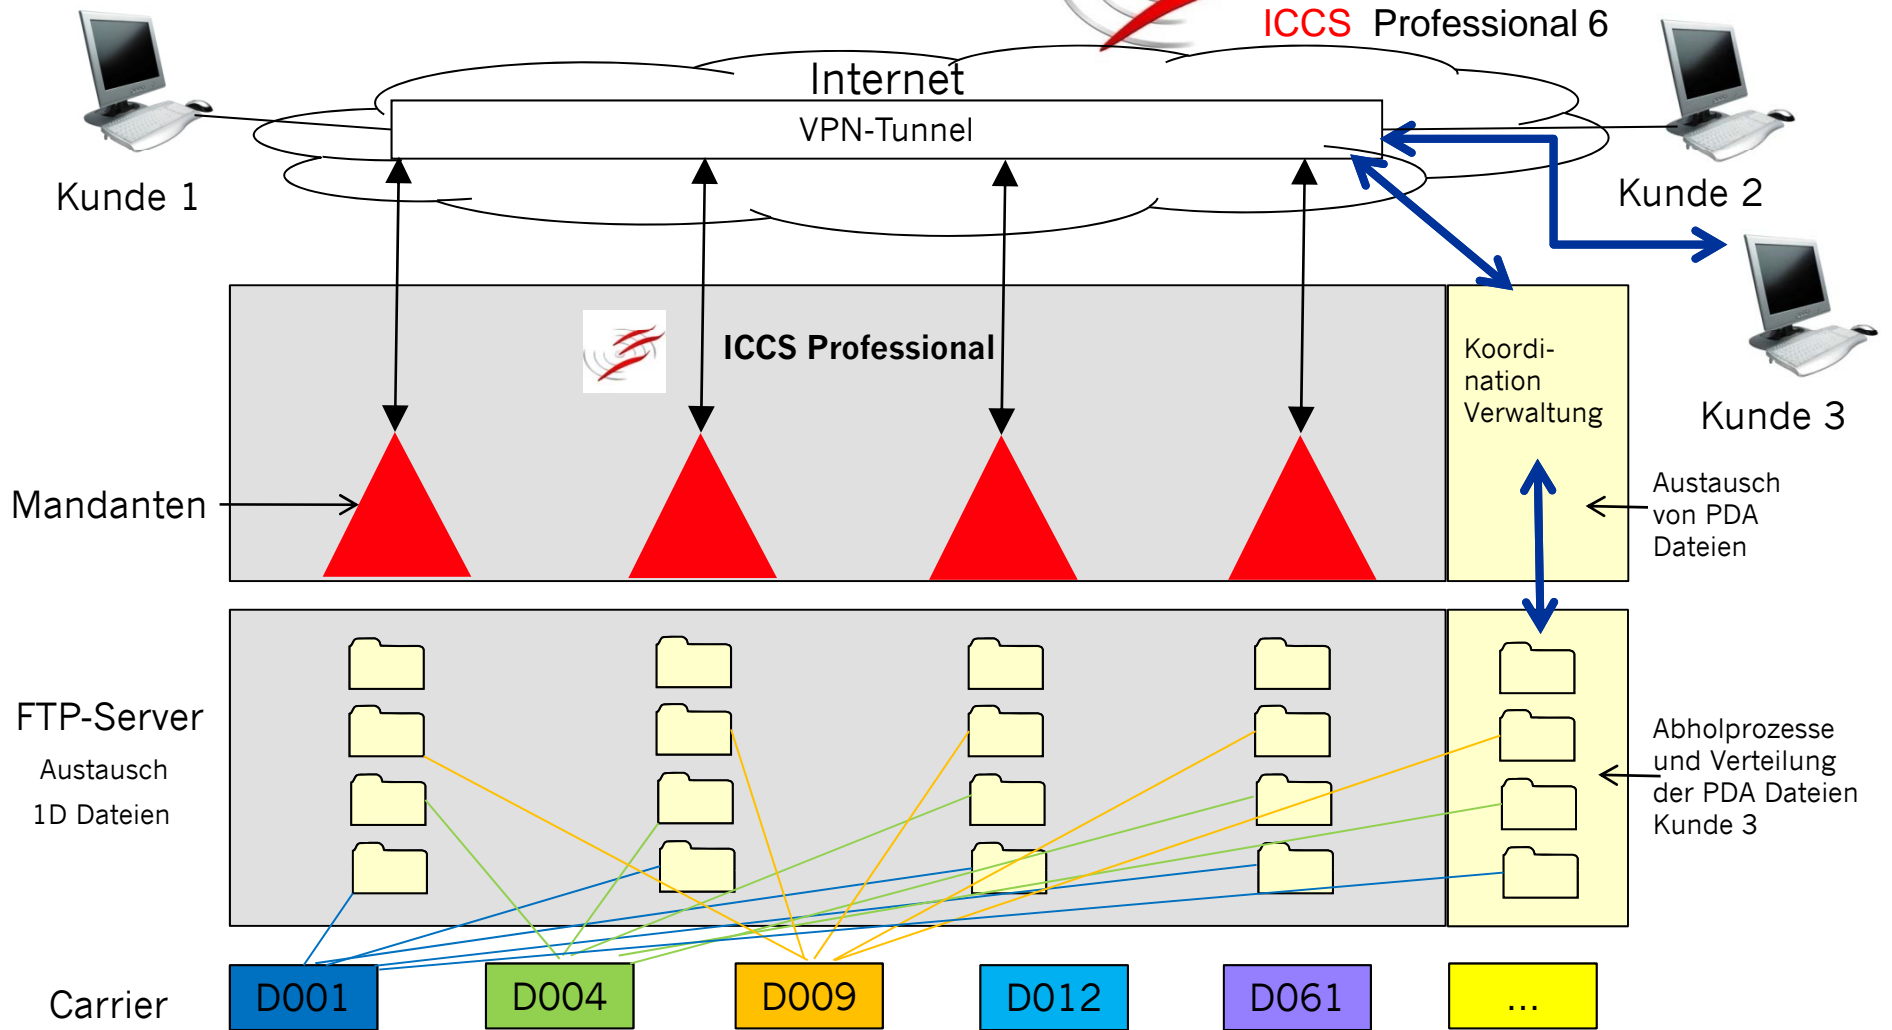 ICCS Professional 6
Internet
VPN-Tunnel
Kunde 1
Kunde 2
ICCS Professional
Koordi-
nation
Verwaltung
Kunde 3
Mandanten
Austausch
von PDA
Dateien
FTP-Server
Austausch
1D Dateien
Abholprozesse
und Verteilung
der PDA Dateien
Kunde 3
Carrier
D001
D004
D009
D012
D061
...